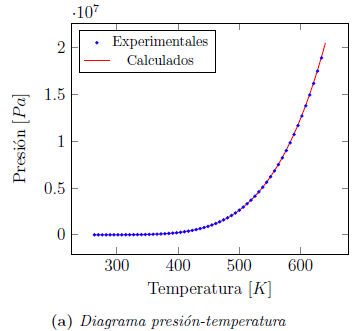 ·10⁷
2
1.5
1
0.5
0
Presión [Pa]
Experimentales
Calculados
300 400 500 600
Temperatura [K]
(a) Diagrama presión-temperatura